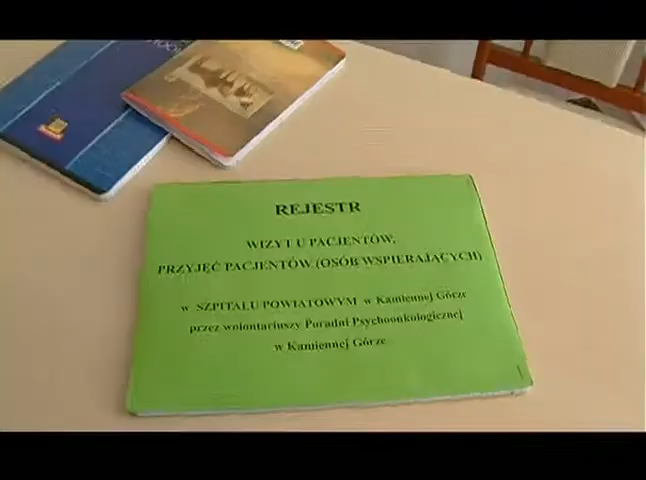 REJESTR
WIZYT U PACJENTÓW,
PRZYJĘĆ PACJENTÓW (OSÓB WSPIERAJĄCYCH)
w SZPITALU POWIATOWYM w Kamiennej Górze
przez wolontariuszy Poradni Psychoonkologicznej
w Kamiennej Górze